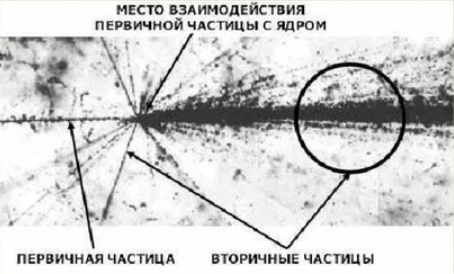 МЕСТО ВЗАИМОДЕЙСТВИЯ
ПЕРВИЧНОЙ ЧАСТИЦЫ С ЯДРОМ
ПЕРВИЧНАЯ ЧАСТИЦА
ВТОРИЧНЫЕ ЧАСТИЦЫ